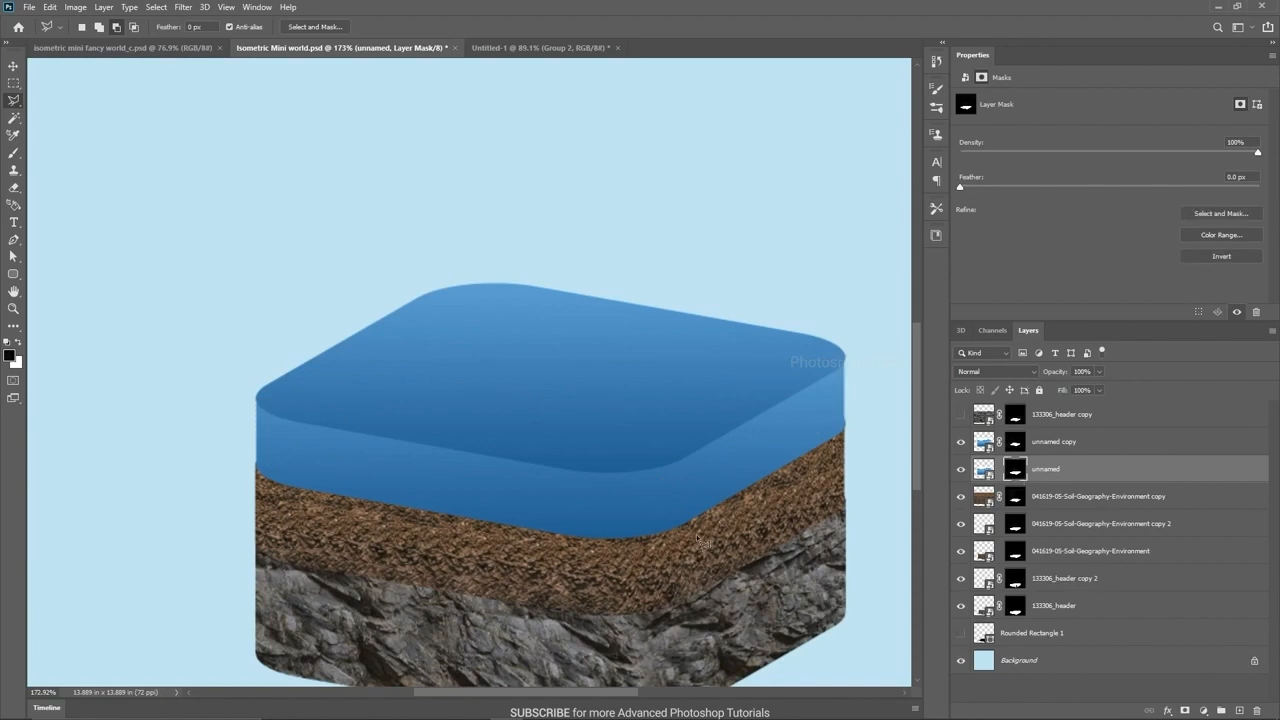 File Edit Image Layer Type Select Filter 3D View Window Help
Feather: 0 px Anti-alias Select and Mask...
isometric mini fancy world_c.psd @ 76.9% (RGB/8#) × Isometric Mini world.psd @ 173% (unnamed, Layer Mask/8) * × Untitled-1 @ 89.1% (Group 2, RGB/8#) * ×
Properties
Masks
Layer Mask
Density: 100%
Feather: 0.0 px
Refine: Select and Mask...
Color Range...
Invert
3D Channels Layers
Kind
Normal Opacity: 100%
Lock: Fill: 100%
133306_header copy
unnamed copy
unnamed
041619-05-Soil-Geography-Environment copy
041619-05-Soil-Geography-Environment copy 2
041619-05-Soil-Geography-Environment
133306_header copy 2
133306_header
Rounded Rectangle 1
Background
172.92% 13.889 in x 13.889 in (72 ppi)
Timeline
SUBSCRIBE for more Advanced Photoshop Tutorials